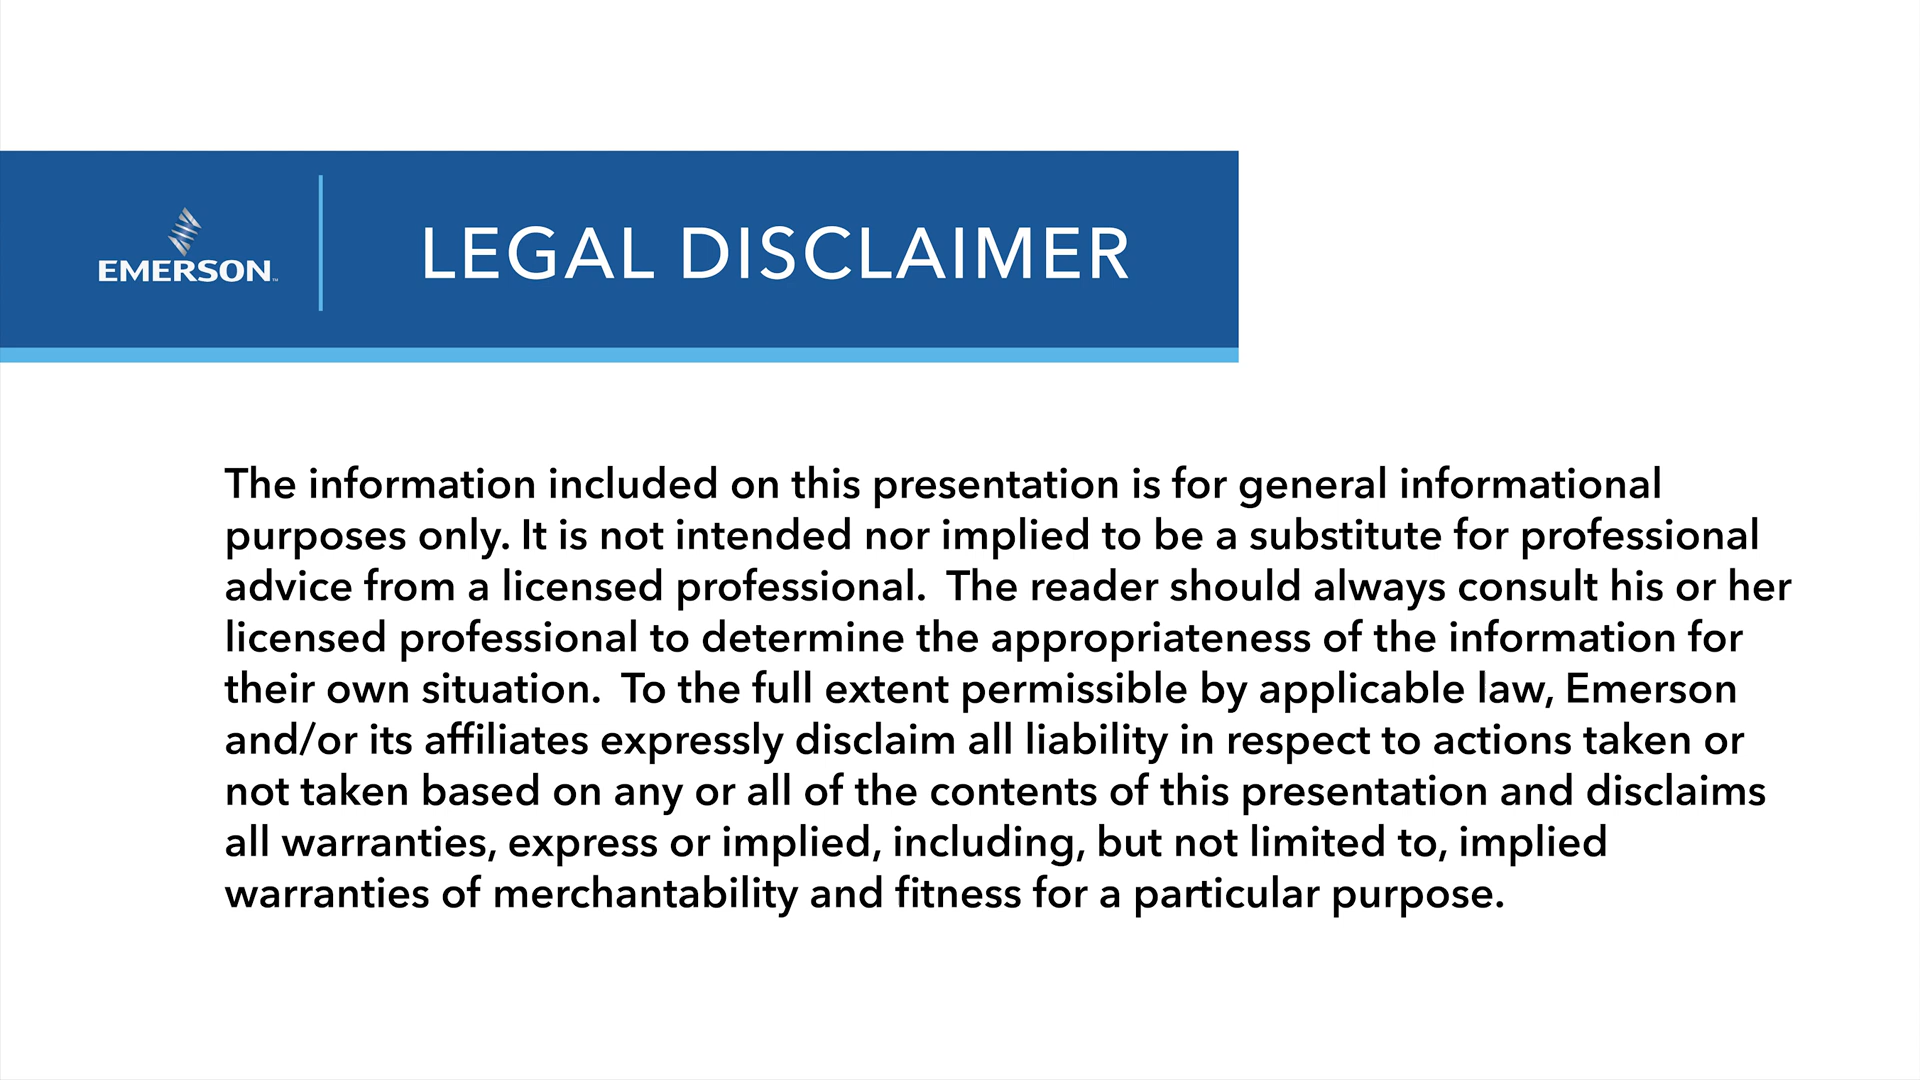 EMERSON™
LEGAL DISCLAIMER
The information included on this presentation is for general informational
purposes only. It is not intended nor implied to be a substitute for professional
advice from a licensed professional.  The reader should always consult his or her
licensed professional to determine the appropriateness of the information for
their own situation.  To the full extent permissible by applicable law, Emerson
and/or its affiliates expressly disclaim all liability in respect to actions taken or
not taken based on any or all of the contents of this presentation and disclaims
all warranties, express or implied, including, but not limited to, implied
warranties of merchantability and fitness for a particular purpose.